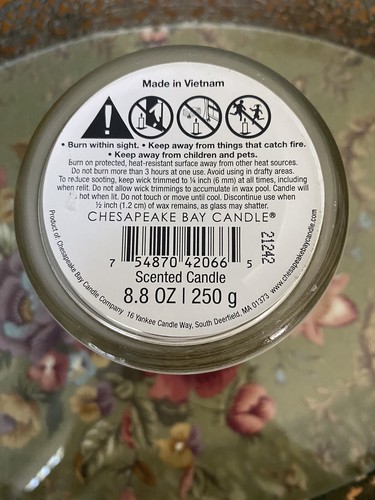 Made in Vietnam
• Burn within sight. • Keep away from things that catch fire.
• Keep away from children and pets.
Burn on protected, heat-resistant surface away from other heat sources.
Do not burn more than 3 hours at one use. Avoid using in drafty areas.
To reduce sooting, keep wick trimmed to ¼ inch (6 mm) at all times, including
when relit. Do not allow wick trimmings to accumulate in wax pool. Candle will
hot when lit. Do not touch or move until cool. Discontinue use when
½ inch (1.2 cm) of wax remains, as glass may shatter.
CHESAPEAKE BAY CANDLE®
7 54870 42066 5
21242
Scented Candle
8.8 OZ | 250 g
Product of Chesapeake Bay Candle Company 16 Yankee Candle Way, South Deerfield, MA 01373 www.chesapeakebaycandle.com